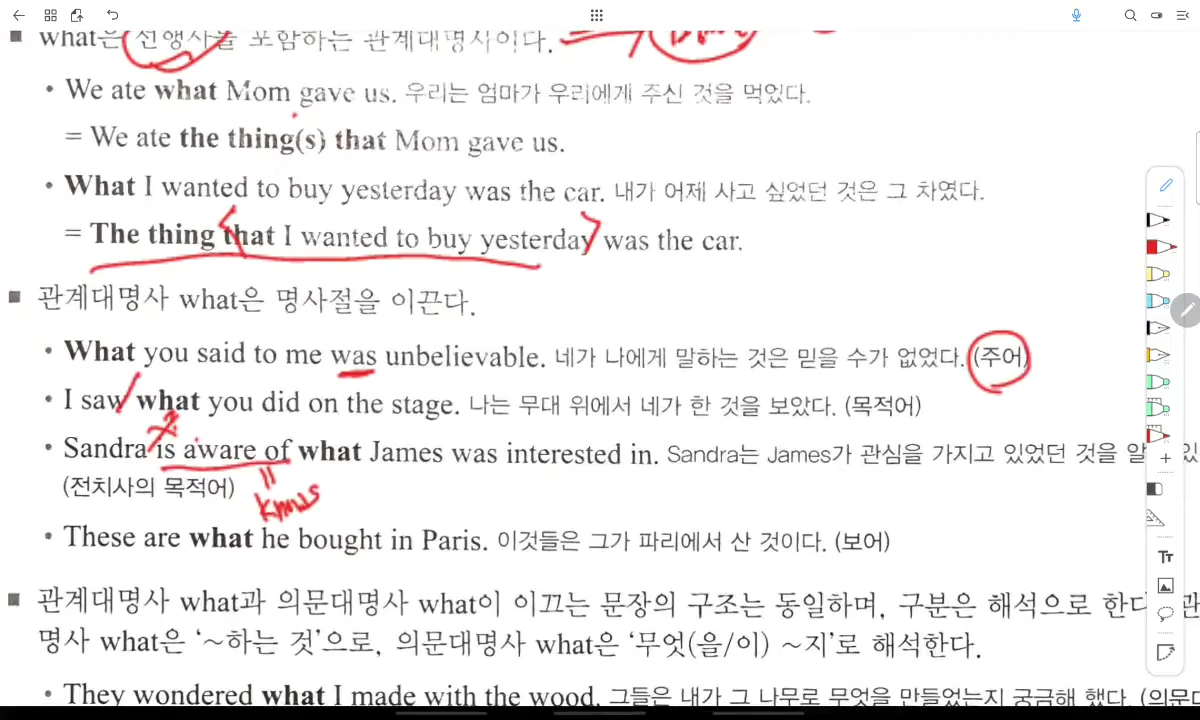 ■ what은 선행사를 포함하는 관계대명사이다.
• We ate what Mom gave us. 우리는 엄마가 우리에게 주신 것을 먹었다.
= We ate the thing(s) that Mom gave us.
• What I wanted to buy yesterday was the car. 내가 어제 사고 싶었던 것은 그 차였다.
= The thing that I wanted to buy yesterday was the car.
■ 관계대명사 what은 명사절을 이끈다.
• What you said to me was unbelievable. 네가 나에게 말하는 것은 믿을 수가 없었다. (주어)
• I saw what you did on the stage. 나는 무대 위에서 네가 한 것을 보았다. (목적어)
• Sandra is aware of what James was interested in. Sandra는 James가 관심을 가지고 있었던 것을 알
(전치사의 목적어)
knows
• These are what he bought in Paris. 이것들은 그가 파리에서 산 것이다. (보어)
■ 관계대명사 what과 의문대명사 what이 이끄는 문장의 구조는 동일하며, 구분은 해석으로 한다
명사 what은 ‘~하는 것’으로, 의문대명사 what은 ‘무엇(을/이) ~지’로 해석한다.
• They wondered what I made with the wood. 그들은 내가 그 나무로 무엇을 만들었는지 궁금해 했다. (의문대
Tт